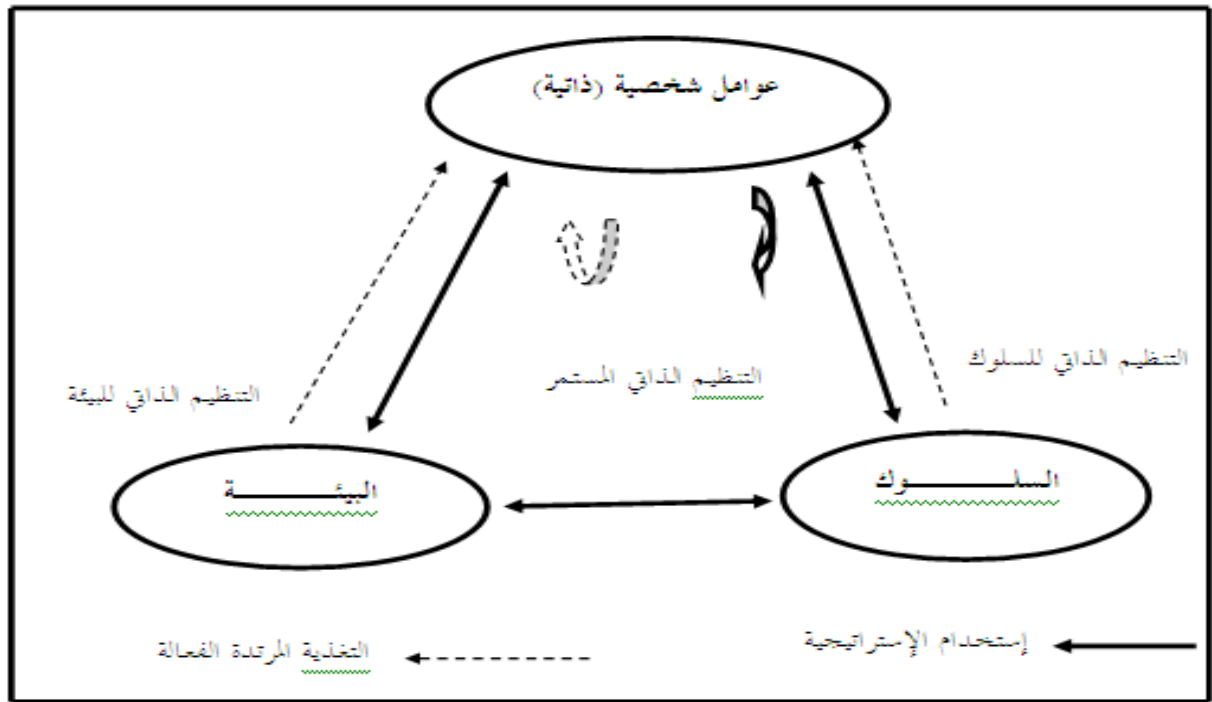 عوامل شخصية (ذاتية)
التنظيم الذاتي للسلوك
التنظيم الذاتي المستمر
التنظيم الذاتي للبيئة
السلـــــــوك
البيئـــــــة
إستخدام الإستراتيجية
التغذية المرتدة الفعالة